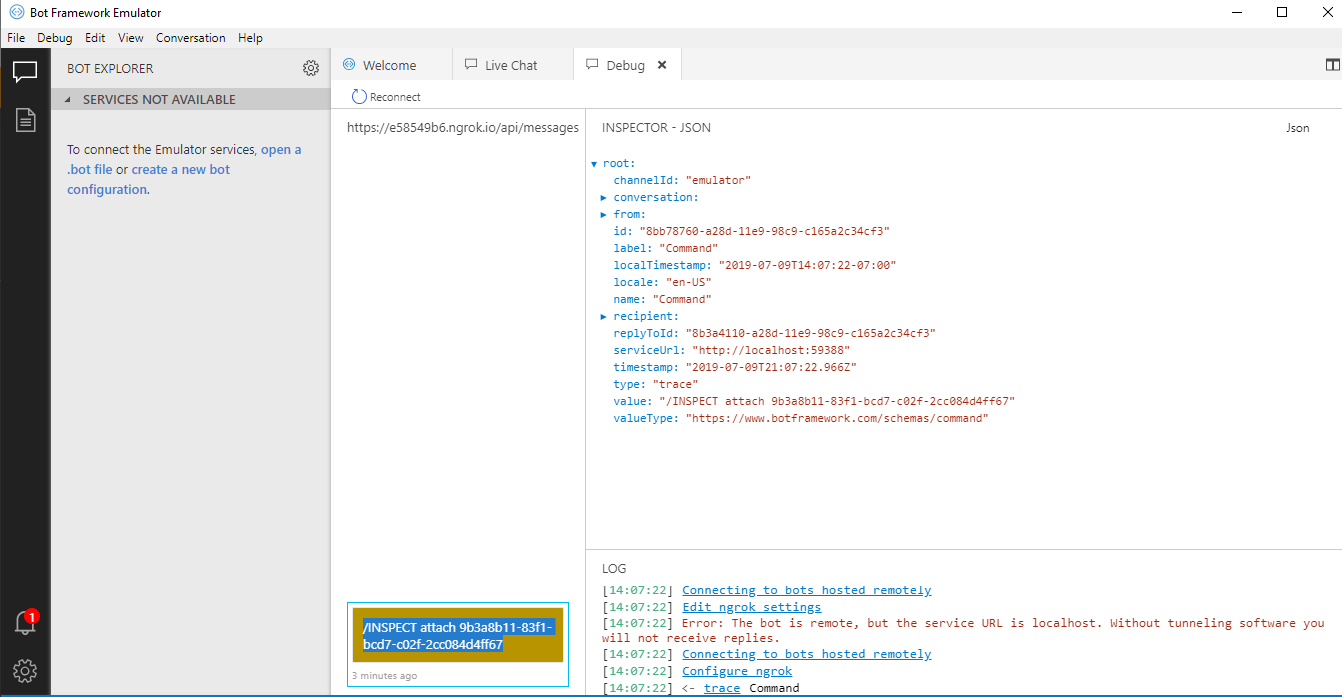 Bot Framework Emulator
File Debug Edit View Conversation Help
BOT EXPLORER
SERVICES NOT AVAILABLE
To connect the Emulator services, open a
.bot file or create a new bot
configuration.
1
Welcome
Live Chat
Debug
Reconnect
https://e58549b6.ngrok.io/api/messages
/INSPECT attach 9b3a8b11-83f1-
bcd7-c02f-2cc084d4ff67
3 minutes ago
INSPECTOR - JSON
Json
root:
channelId: "emulator"
conversation:
from:
id: "8bb78760-a28d-11e9-98c9-c165a2c34cf3"
label: "Command"
localTimestamp: "2019-07-09T14:07:22-07:00"
locale: "en-US"
name: "Command"
recipient:
replyToId: "8b3a4110-a28d-11e9-98c9-c165a2c34cf3"
serviceUrl: "http://localhost:59388"
timestamp: "2019-07-09T21:07:22.966Z"
type: "trace"
value: "/INSPECT attach 9b3a8b11-83f1-bcd7-c02f-2cc084d4ff67"
valueType: "https://www.botframework.com/schemas/command"
LOG
[14:07:22] Connecting to bots hosted remotely
[14:07:22] Edit ngrok settings
[14:07:22] Error: The bot is remote, but the service URL is localhost. Without tunneling software you
will not receive replies.
[14:07:22] Connecting to bots hosted remotely
[14:07:22] Configure ngrok
[14:07:22] <- trace Command